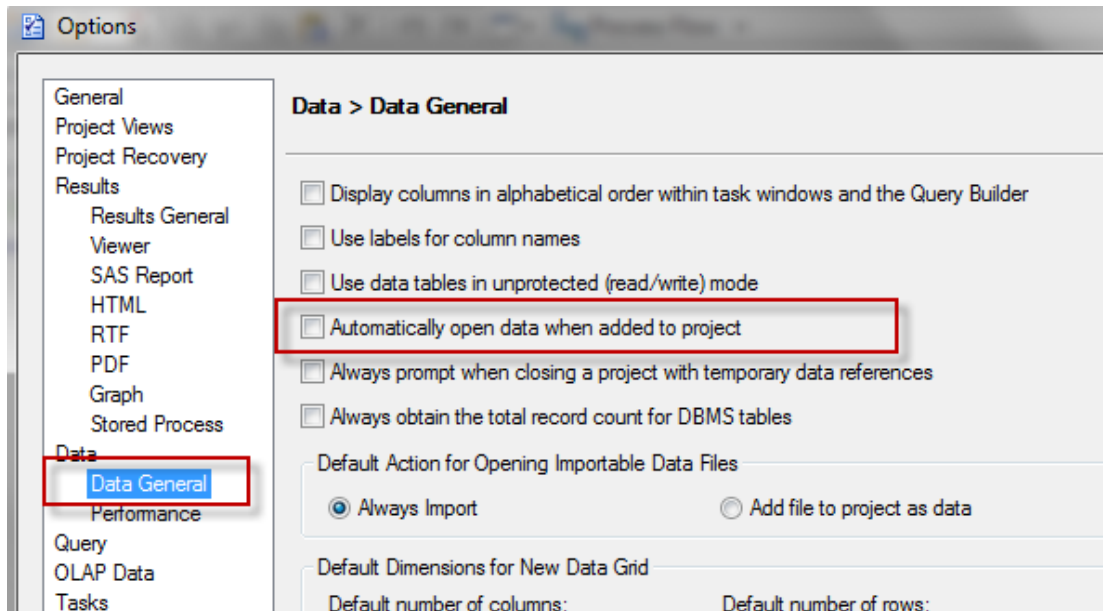 Options
General
Project Views
Project Recovery
Results
Results General
Viewer
SAS Report
HTML
RTF
PDF
Graph
Stored Process
Data
Data General
Performance
Query
OLAP Data
Tasks
Data > Data General
Display columns in alphabetical order within task windows and the Query Builder
Use labels for column names
Use data tables in unprotected (read/write) mode
Automatically open data when added to project
Always prompt when closing a project with temporary data references
Always obtain the total record count for DBMS tables
Default Action for Opening Importable Data Files
Always Import Add file to project as data
Default Dimensions for New Data Grid
Default number of columns: Default number of rows: